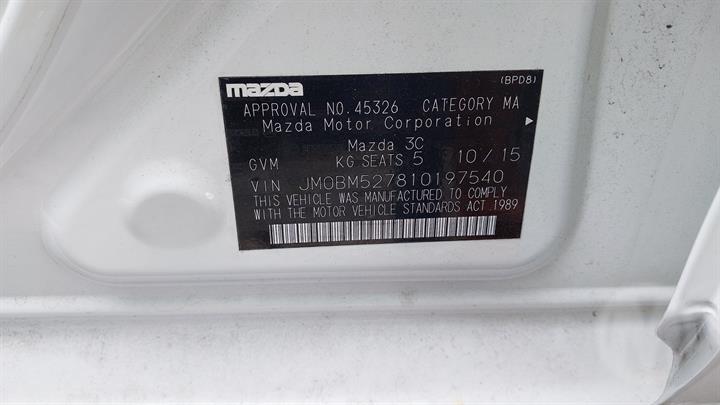 mazda
(BPD8)
APPROVAL NO. 45326 CATEGORY MA
Mazda Motor Corporation
Mazda 3C
GVM KG SEATS 5 10/15
VIN JM0BM527810197540
THIS VEHICLE WAS MANUFACTURED TO COMPLY
WITH THE MOTOR VEHICLE STANDARDS ACT 1989